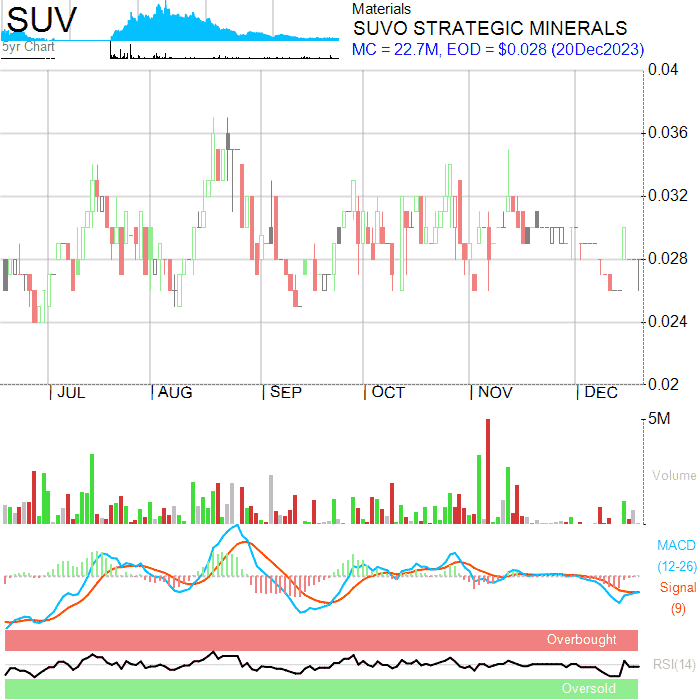 SUV
5yr Chart
Materials
SUVO STRATEGIC MINERALS
MC = 22.7M, EOD = $0.028 (20Dec2023)
0.04
0.036
0.032
0.028
0.024
0.02
JUL AUG SEP OCT NOV DEC
5M
Volume
MACD
(12-26)
Signal
(9)
Overbought
RSI(14)
Oversold